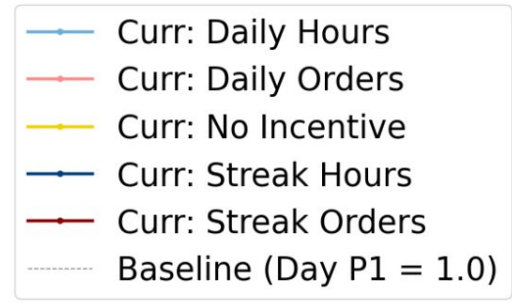 Curr: Daily Hours
Curr: Daily Orders
Curr: No Incentive
Curr: Streak Hours
Curr: Streak Orders
Baseline (Day P1 = 1.0)